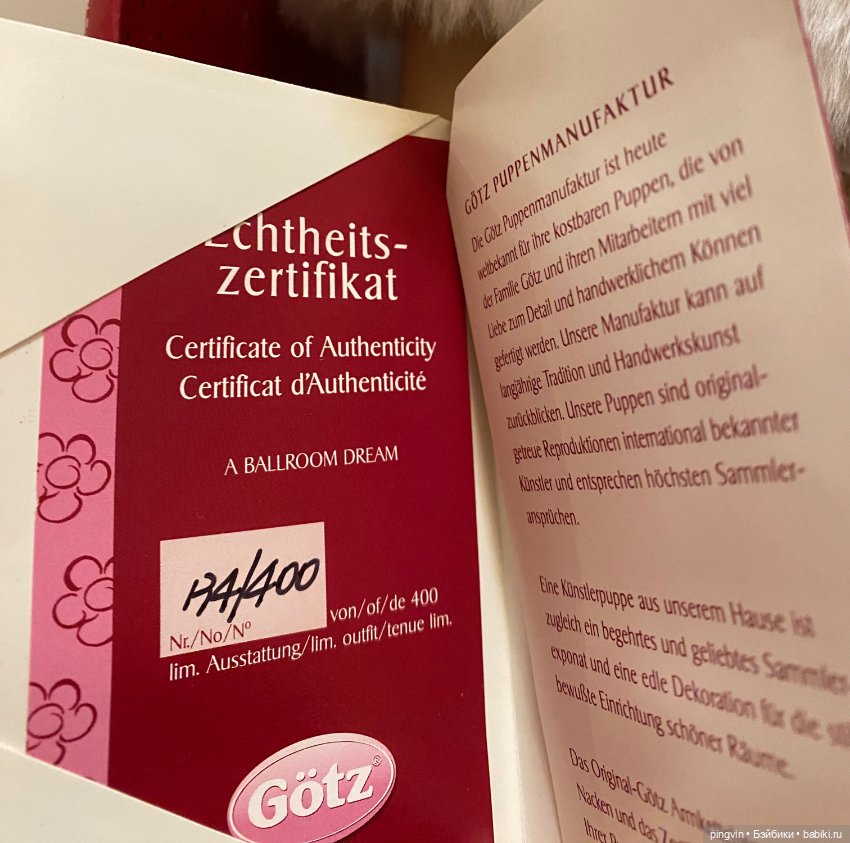 Echtheits-
zertifikat
Certificate of Authenticity
Certificat d'Authenticité
A BALLROOM DREAM
/400
Nr./No/N° von/of/de 400
lim. Ausstattung/lim. outfit/tenue lim.
Götz®
GÖTZ PUPPENMANUFAKTUR
Die Götz Puppenmanufaktur ist heute
weltbekannt für ihre kostbaren Puppen, die von
der Familie Götz und ihren Mitarbeitern mit viel
Liebe zum Detail und handwerklichem Können
gefertigt werden. Unsere Manufaktur kann auf
langjährige Tradition und Handwerkskunst
zurückblicken. Unsere Puppen sind original-
getreue Reproduktionen international bekannter
Künstler und entsprechen höchsten Sammler-
ansprüchen.
Eine Künstlerpuppe aus unserem Hause ist
zugleich ein begehrtes und geliebtes Sammler-
exponat und eine edle Dekoration für die
bewußte Einrichtung schöner Räume.
Das Original-Götz
Nacken und das
Ihrer
pingvin • Бэйбики • babiki.ru